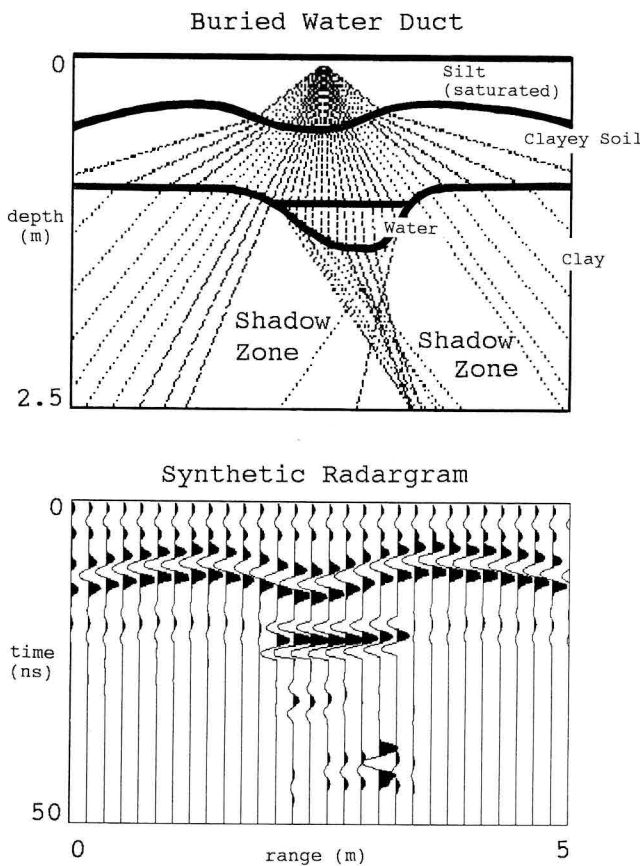 Buried Water Duct
0
Silt
(saturated)
Clayey Soil
depth
(m)
Water
Clay
Shadow
Zone
Shadow
Zone
2.5
Synthetic Radargram
0
time
(ns)
50
0
range (m)
5